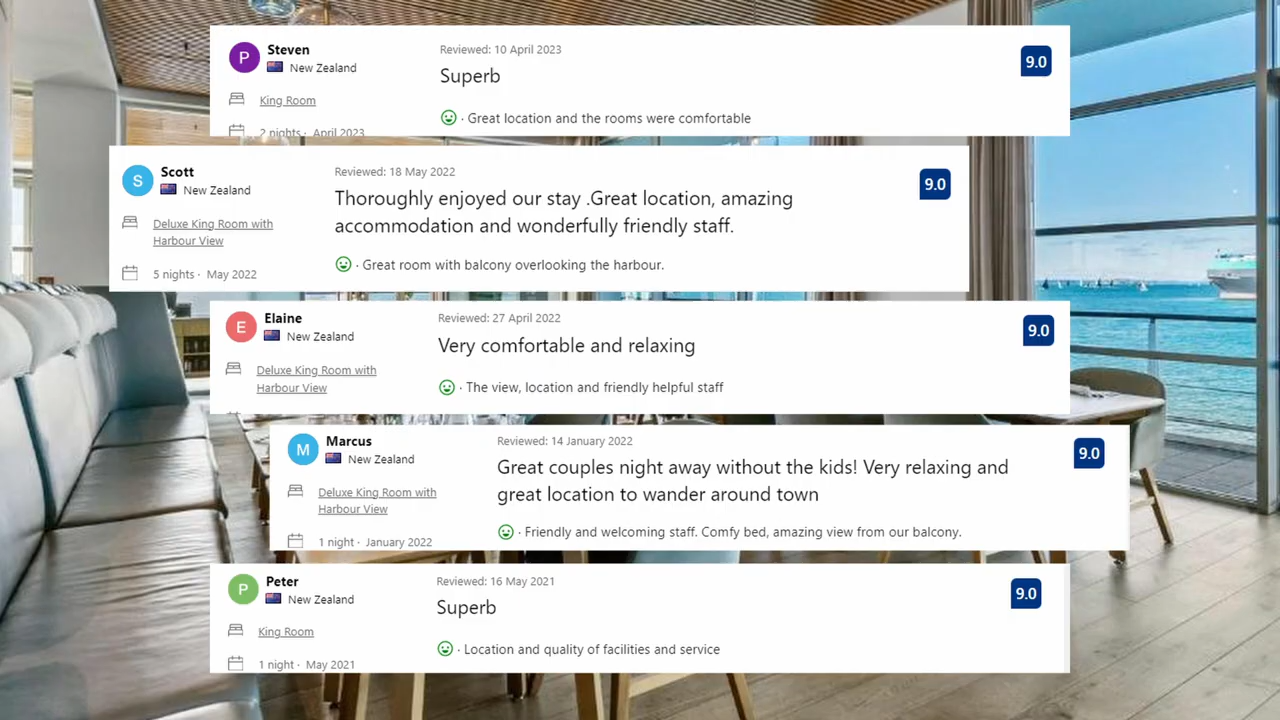 P
Steven
New Zealand
King Room
2 nights · April 2023
Reviewed: 10 April 2023
Superb
· Great location and the rooms were comfortable
9.0
S
Scott
New Zealand
Deluxe King Room with
Harbour View
5 nights · May 2022
Reviewed: 18 May 2022
Thoroughly enjoyed our stay .Great location, amazing
accommodation and wonderfully friendly staff.
· Great room with balcony overlooking the harbour.
9.0
E
Elaine
New Zealand
Deluxe King Room with
Harbour View
Reviewed: 27 April 2022
Very comfortable and relaxing
· The view, location and friendly helpful staff
9.0
M
Marcus
New Zealand
Deluxe King Room with
Harbour View
1 night · January 2022
Reviewed: 14 January 2022
Great couples night away without the kids! Very relaxing and
great location to wander around town
· Friendly and welcoming staff. Comfy bed, amazing view from our balcony.
9.0
P
Peter
New Zealand
King Room
1 night · May 2021
Reviewed: 16 May 2021
Superb
· Location and quality of facilities and service
9.0